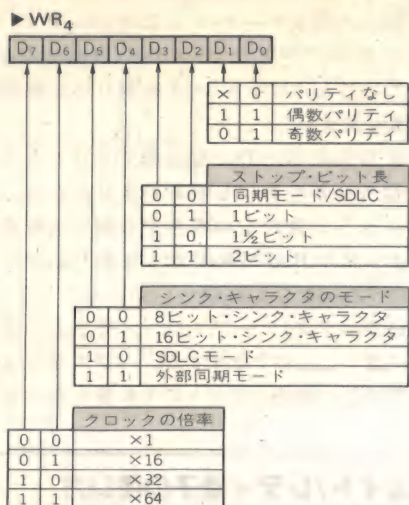 ▶ WR₄
D₇ D₆ D₅ D₄ D₃ D₂ D₁ D₀
× 0 パリティなし
1 1 偶数パリティ
0 1 奇数パリティ
ストップ・ビット長
0 0 同期モード/SDLC
0 1 1ビット
1 0 1½ビット
1 1 2ビット
シンク・キャラクタのモード
0 0 8ビット・シンク・キャラクタ
0 1 16ビット・シンク・キャラクタ
1 0 SDLCモード
1 1 外部同期モード
クロックの倍率
0 0 ×1
0 1 ×16
1 0 ×32
1 1 ×64